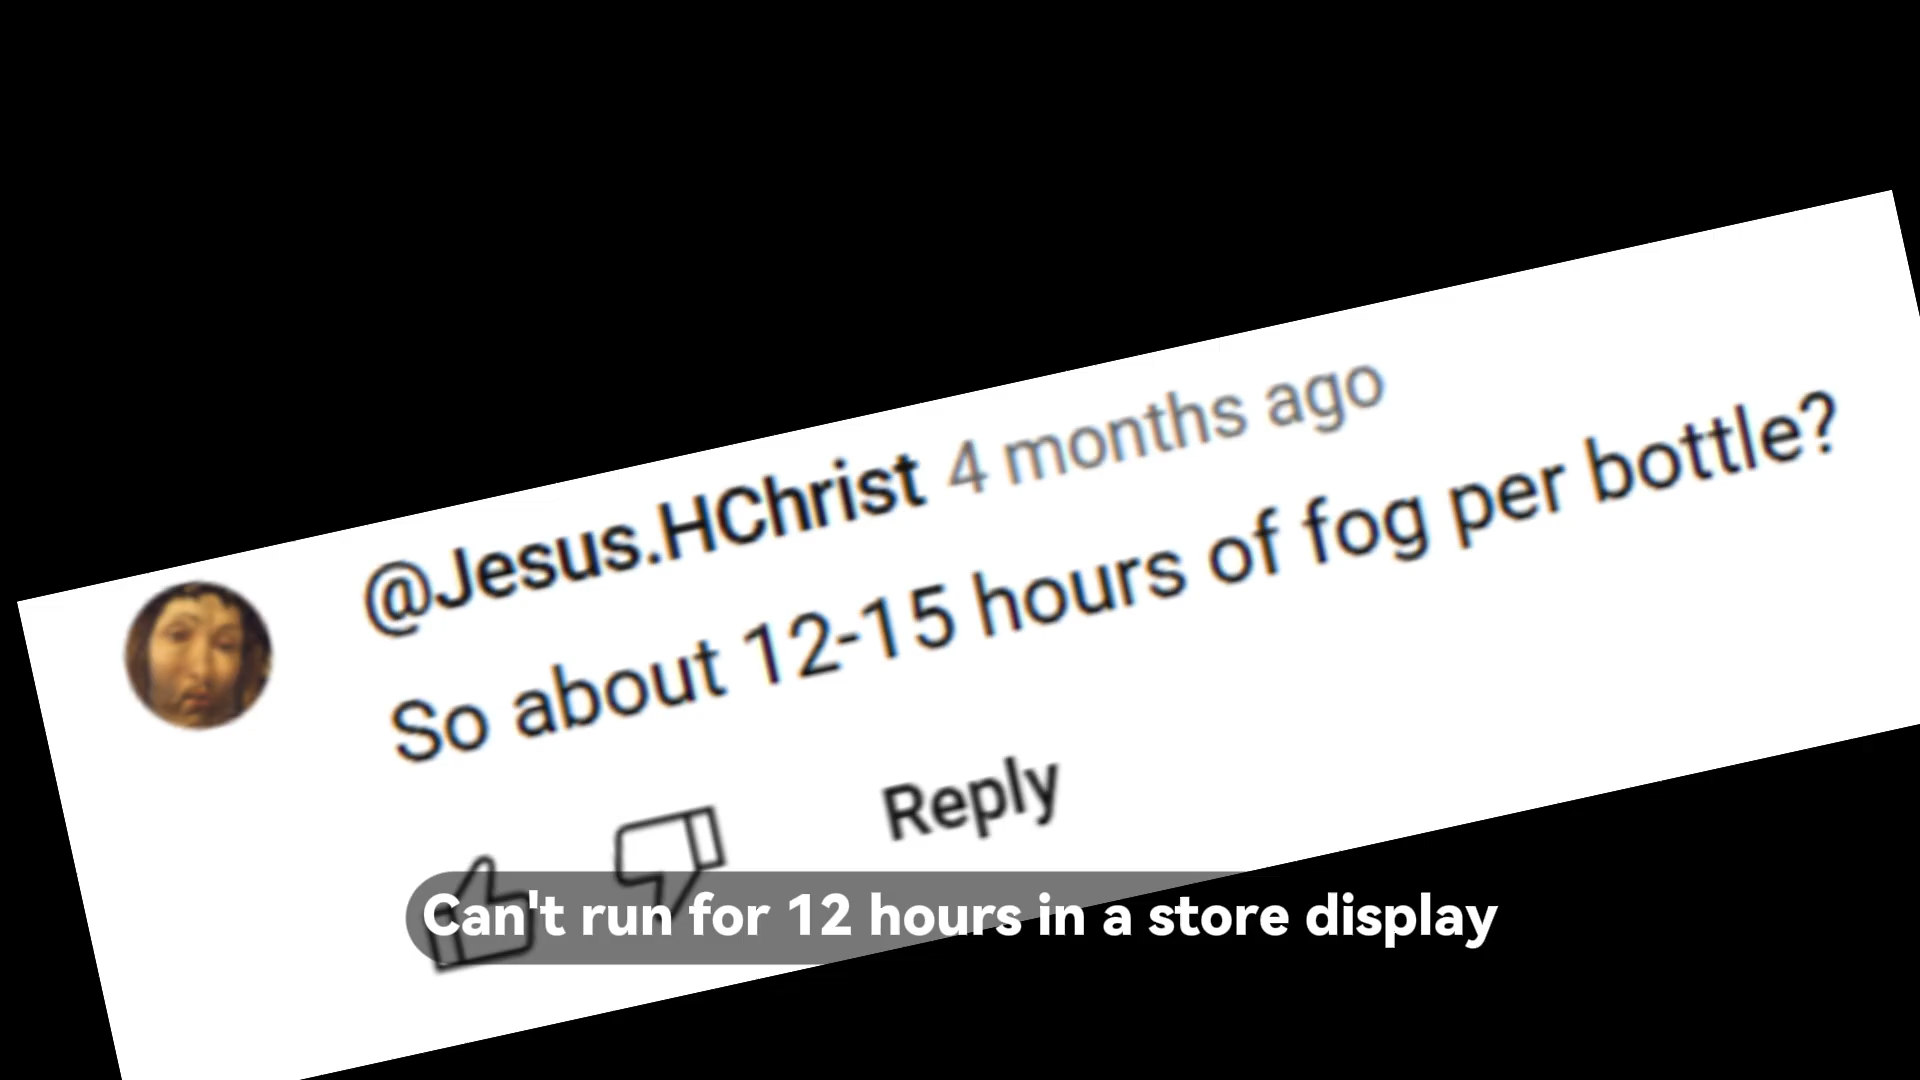 @Jesus.HChrist 4 months ago
So about 12-15 hours of fog per bottle?
Reply
Can't run for 12 hours in a store display